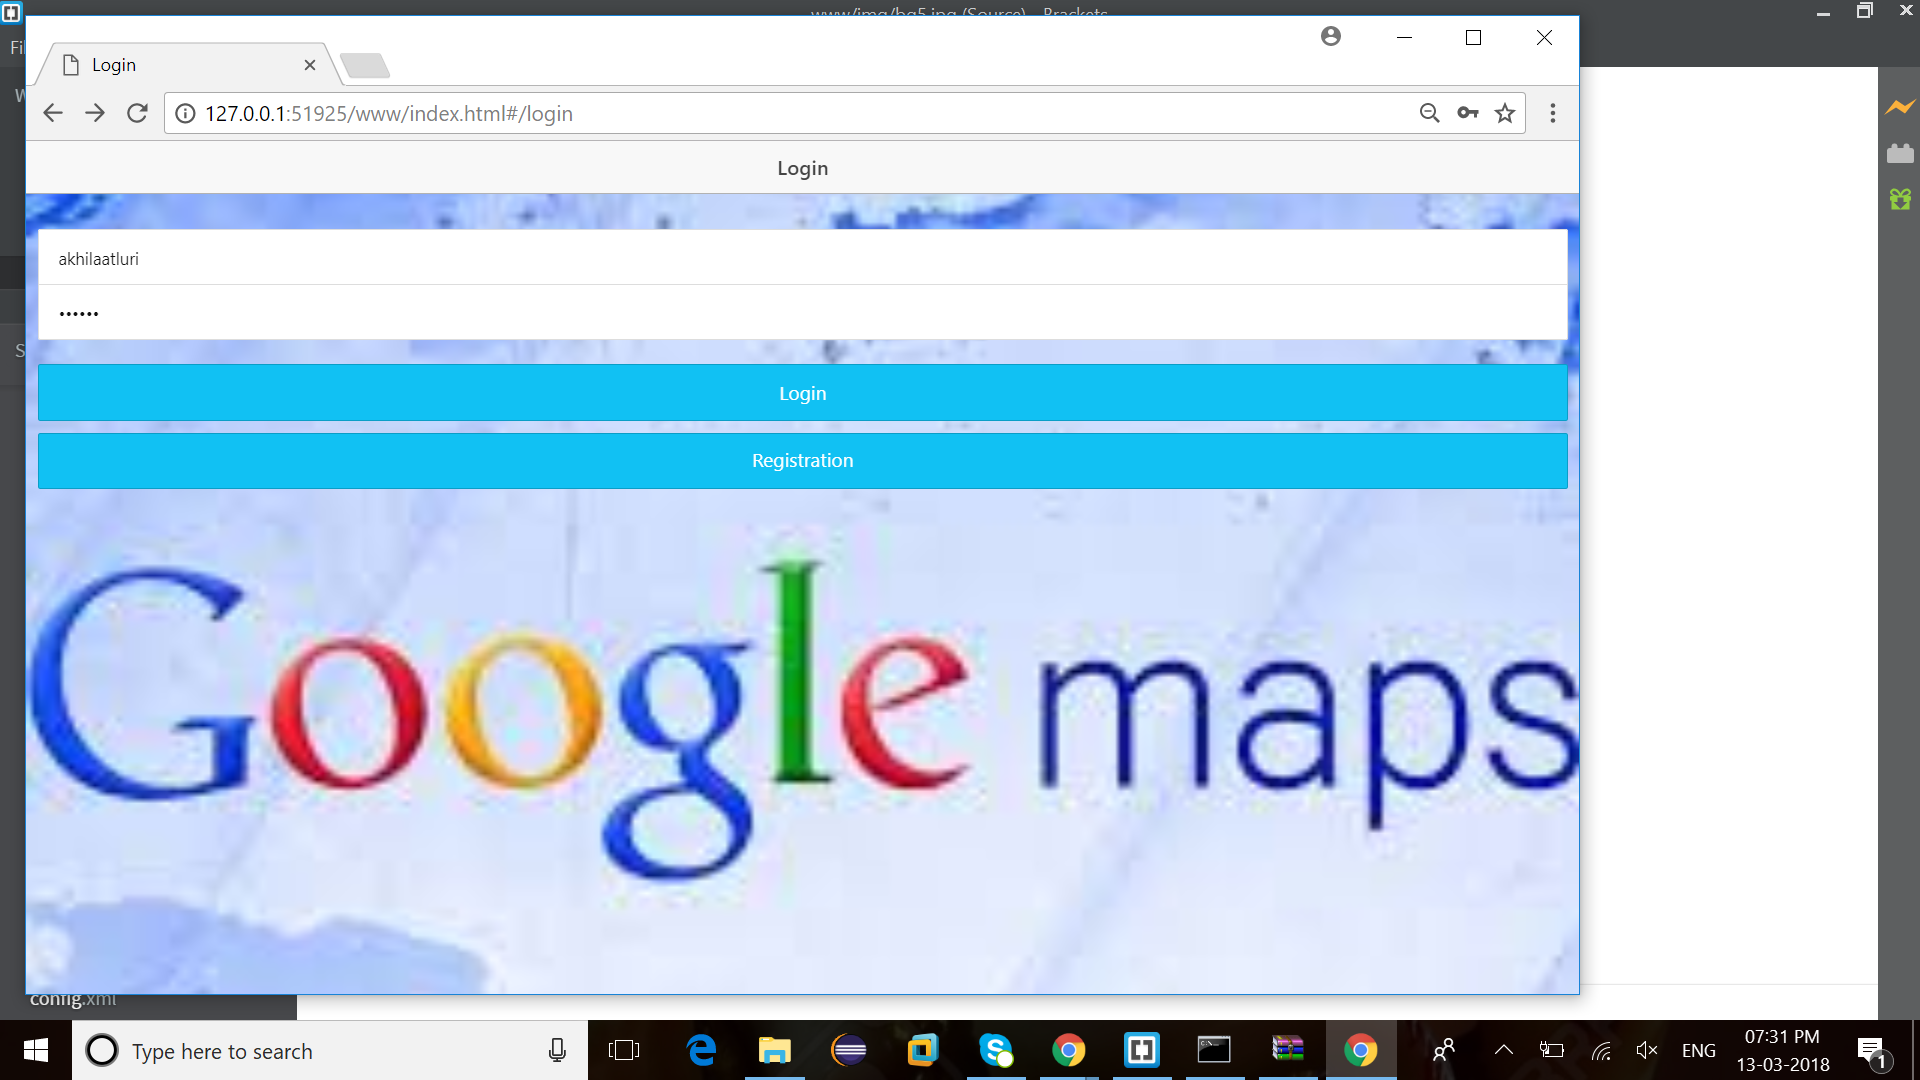 www/img/bg5.jpg (Source) - Brackets
Fil
W
Login
127.0.0.1:51925/www/index.html#/login
Login
akhilaatluri
••••••
Login
Registration
Google maps
S
config.xml
Type here to search
ENG
07:31 PM
13-03-2018
1